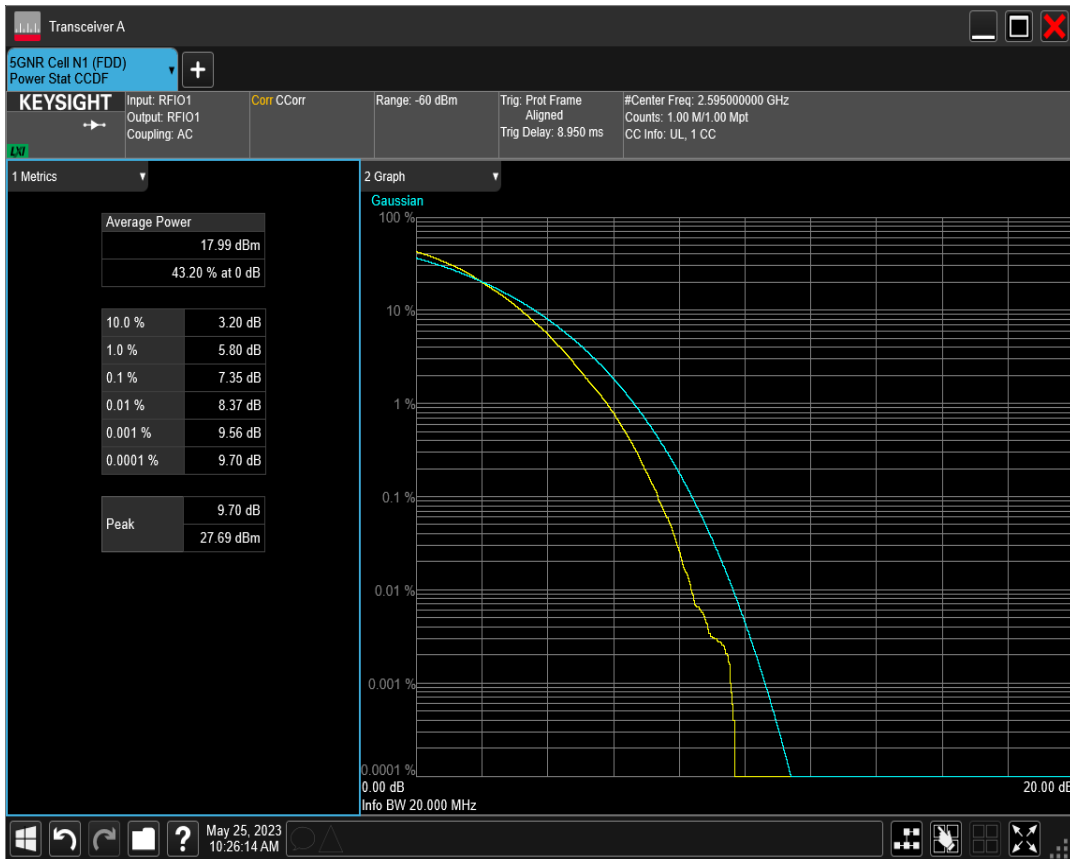 Transceiver A
5GNR Cell N1 (FDD)
Power Stat CCDF
+
KEYSIGHT
LXI
Input: RFIO1
Output: RFIO1
Coupling: AC
Corr CCorr
Range: -60 dBm
Trig: Prot Frame
Aligned
Trig Delay: 8.950 ms
#Center Freq: 2.595000000 GHz
Counts: 1.00 M/1.00 Mpt
CC Info: UL, 1 CC
1 Metrics
Average Power
17.99 dBm
43.20 % at 0 dB
10.0 % 3.20 dB
1.0 % 5.80 dB
0.1 % 7.35 dB
0.01 % 8.37 dB
0.001 % 9.56 dB
0.0001 % 9.70 dB
Peak
9.70 dB
27.69 dBm
2 Graph
Gaussian
100 %
10 %
1 %
0.1 %
0.01 %
0.001 %
0.0001 %
0.00 dB 20.00 dB
Info BW 20.000 MHz
?
May 25, 2023
10:26:14 AM